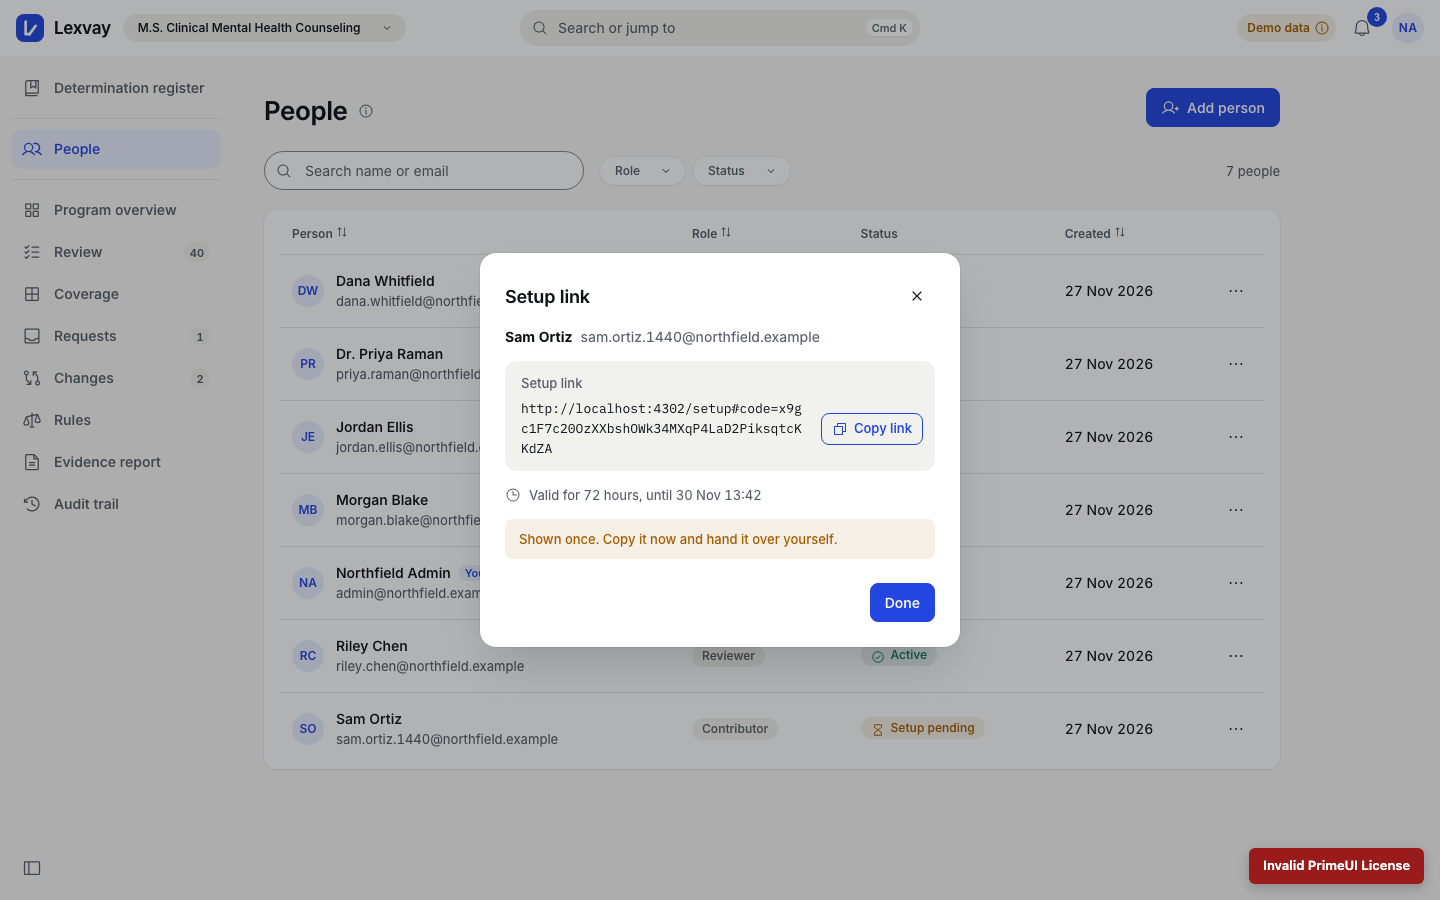 Lexvay
M.S. Clinical Mental Health Counseling
Search or jump to
Cmd K
Demo data
3
NA
Determination register
People
Program overview
Review 40
Coverage
Requests 1
Changes 2
Rules
Evidence report
Audit trail
People
Add person
Search name or email
Role
Status
7 people
Person Role Status Created
DW Dana Whitfield 27 Nov 2026
dana.whitfield@northfie
PR Dr. Priya Raman 27 Nov 2026
priya.raman@northfield
JE Jordan Ellis 27 Nov 2026
jordan.ellis@northfield.
MB Morgan Blake 27 Nov 2026
morgan.blake@northfie
NA Northfield Admin You 27 Nov 2026
admin@northfield.exam
RC Riley Chen Reviewer Active 27 Nov 2026
riley.chen@northfield.example
SO Sam Ortiz Contributor Setup pending 27 Nov 2026
sam.ortiz.1440@northfield.example
Setup link
Sam Ortiz sam.ortiz.1440@northfield.example
Setup link
http://localhost:4302/setup#code=x9g
c1F7c20OzXXbshOWk34MXqP4LaD2PiksqtcK
KdZA
Copy link
Valid for 72 hours, until 30 Nov 13:42
Shown once. Copy it now and hand it over yourself.
Done
Invalid PrimeUI License